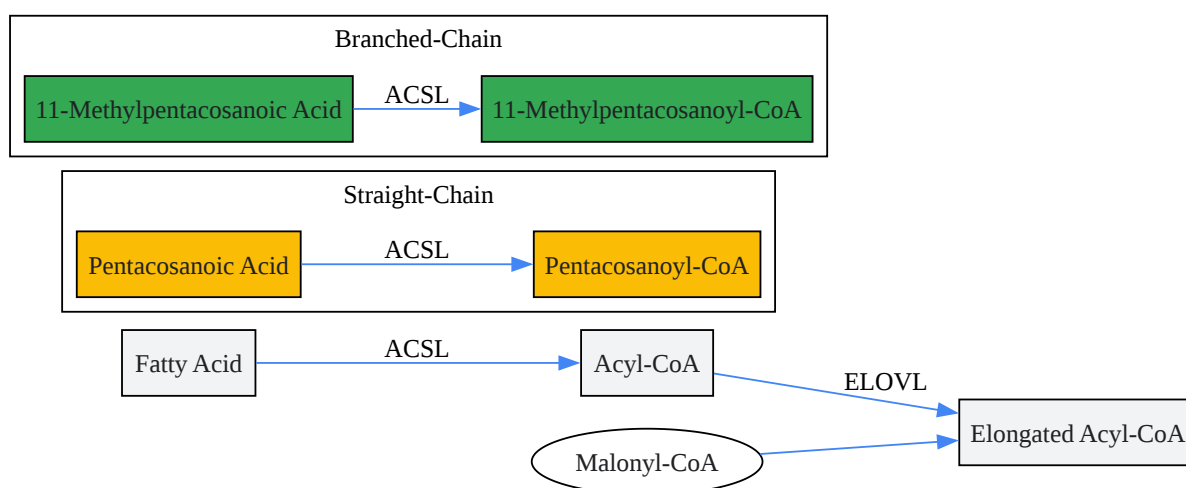 Branched-Chain
11-Methylpentacosanoic Acid
ACSL
11-Methylpentacosanoyl-CoA
Straight-Chain
Pentacosanoic Acid
ACSL
Pentacosanoyl-CoA
Fatty Acid
ACSL
Acyl-CoA
ELOVL
Elongated Acyl-CoA
Malonyl-CoA